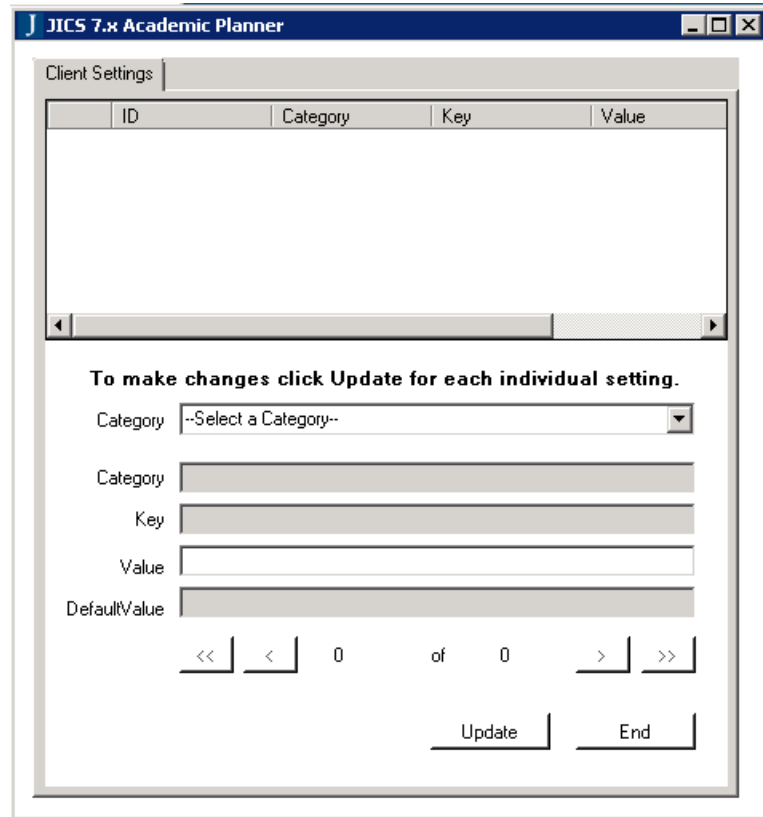 J JICS 7.x Academic Planner
Client Settings
ID Category Key Value
To make changes click Update for each individual setting.
Category --Select a Category--
Category
Key
Value
DefaultValue
<< < 0 of 0 > >>
Update End